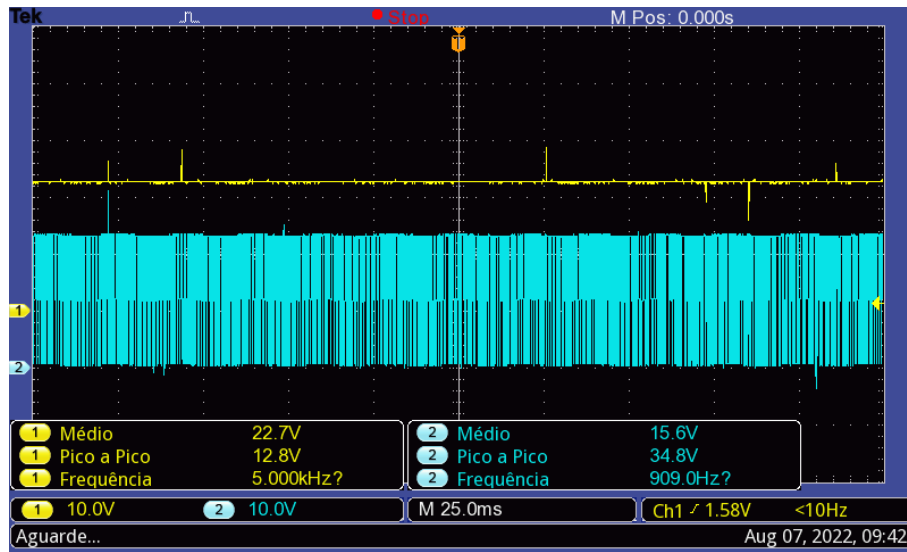 Tek Stop M Pos: 0.000s
T
1
2
1 Médio 22.7V 2 Médio 15.6V
1 Pico a Pico 12.8V 2 Pico a Pico 34.8V
1 Frequência 5.000kHz? 2 Frequência 909.0Hz?
1 10.0V 2 10.0V M 25.0ms Ch1 1.58V <10Hz
Aguarde... Aug 07, 2022, 09:42